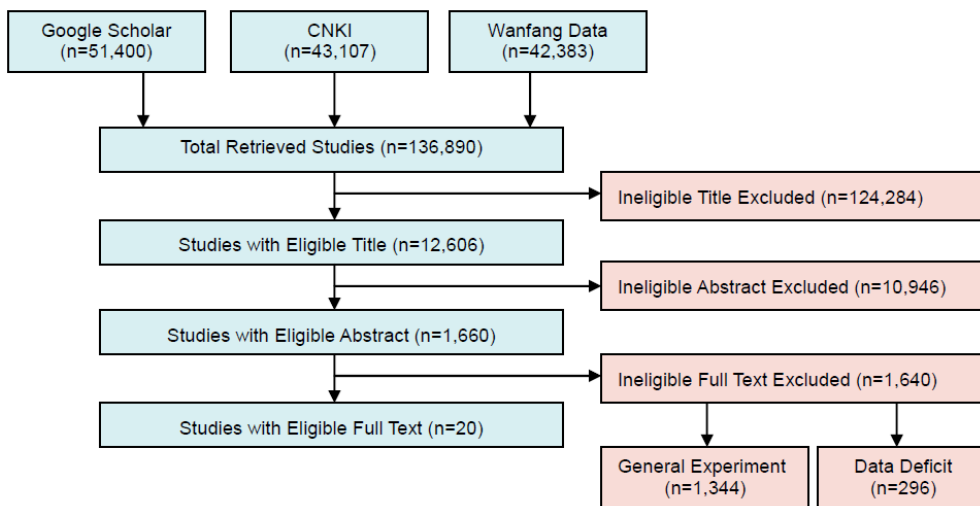 Google Scholar
(n=51,400)
CNKI
(n=43,107)
Wanfang Data
(n=42,383)
Total Retrieved Studies (n=136,890)
Ineligible Title Excluded (n=124,284)
Studies with Eligible Title (n=12,606)
Ineligible Abstract Excluded (n=10,946)
Studies with Eligible Abstract (n=1,660)
Ineligible Full Text Excluded (n=1,640)
Studies with Eligible Full Text (n=20)
General Experiment
(n=1,344)
Data Deficit
(n=296)